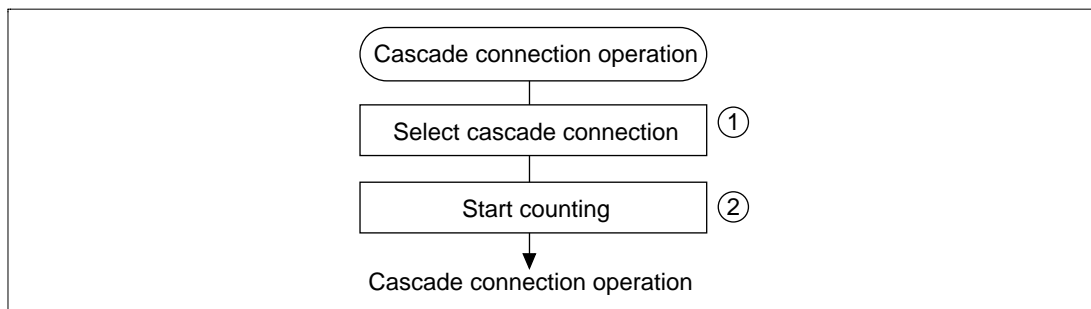 Cascade connection operation
Select cascade connection ①
Start counting ②
Cascade connection operation